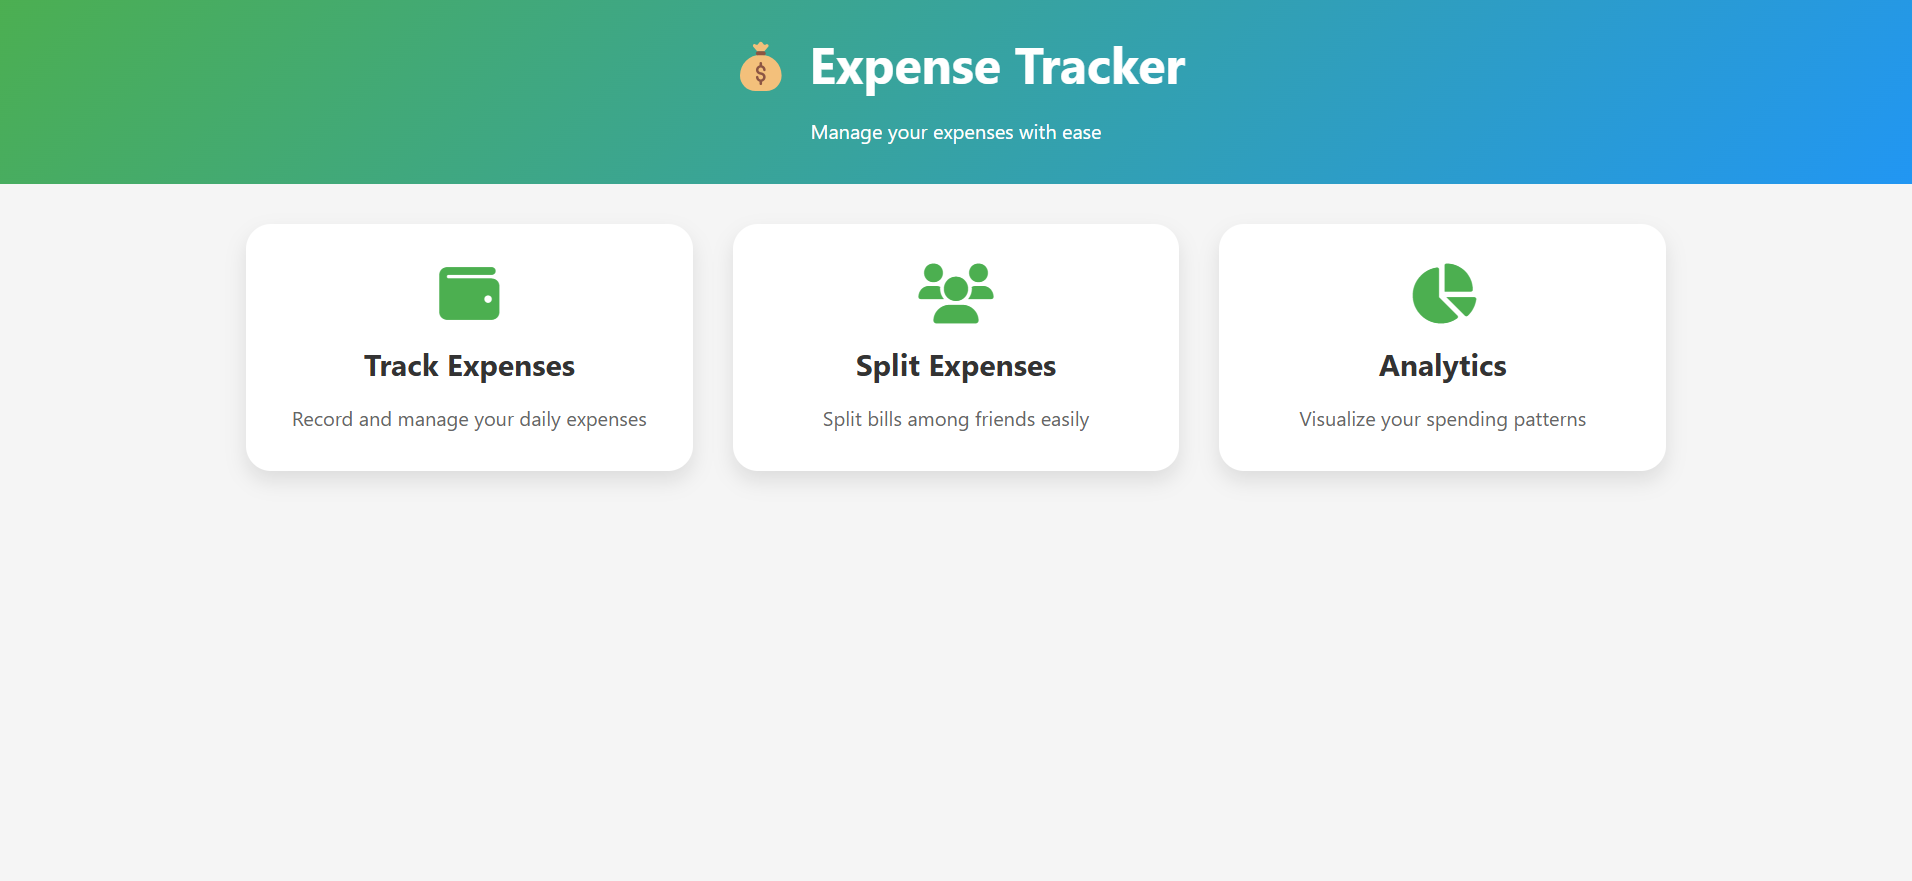 Expense Tracker
Manage your expenses with ease
Track Expenses
Record and manage your daily expenses
Split Expenses
Split bills among friends easily
Analytics
Visualize your spending patterns